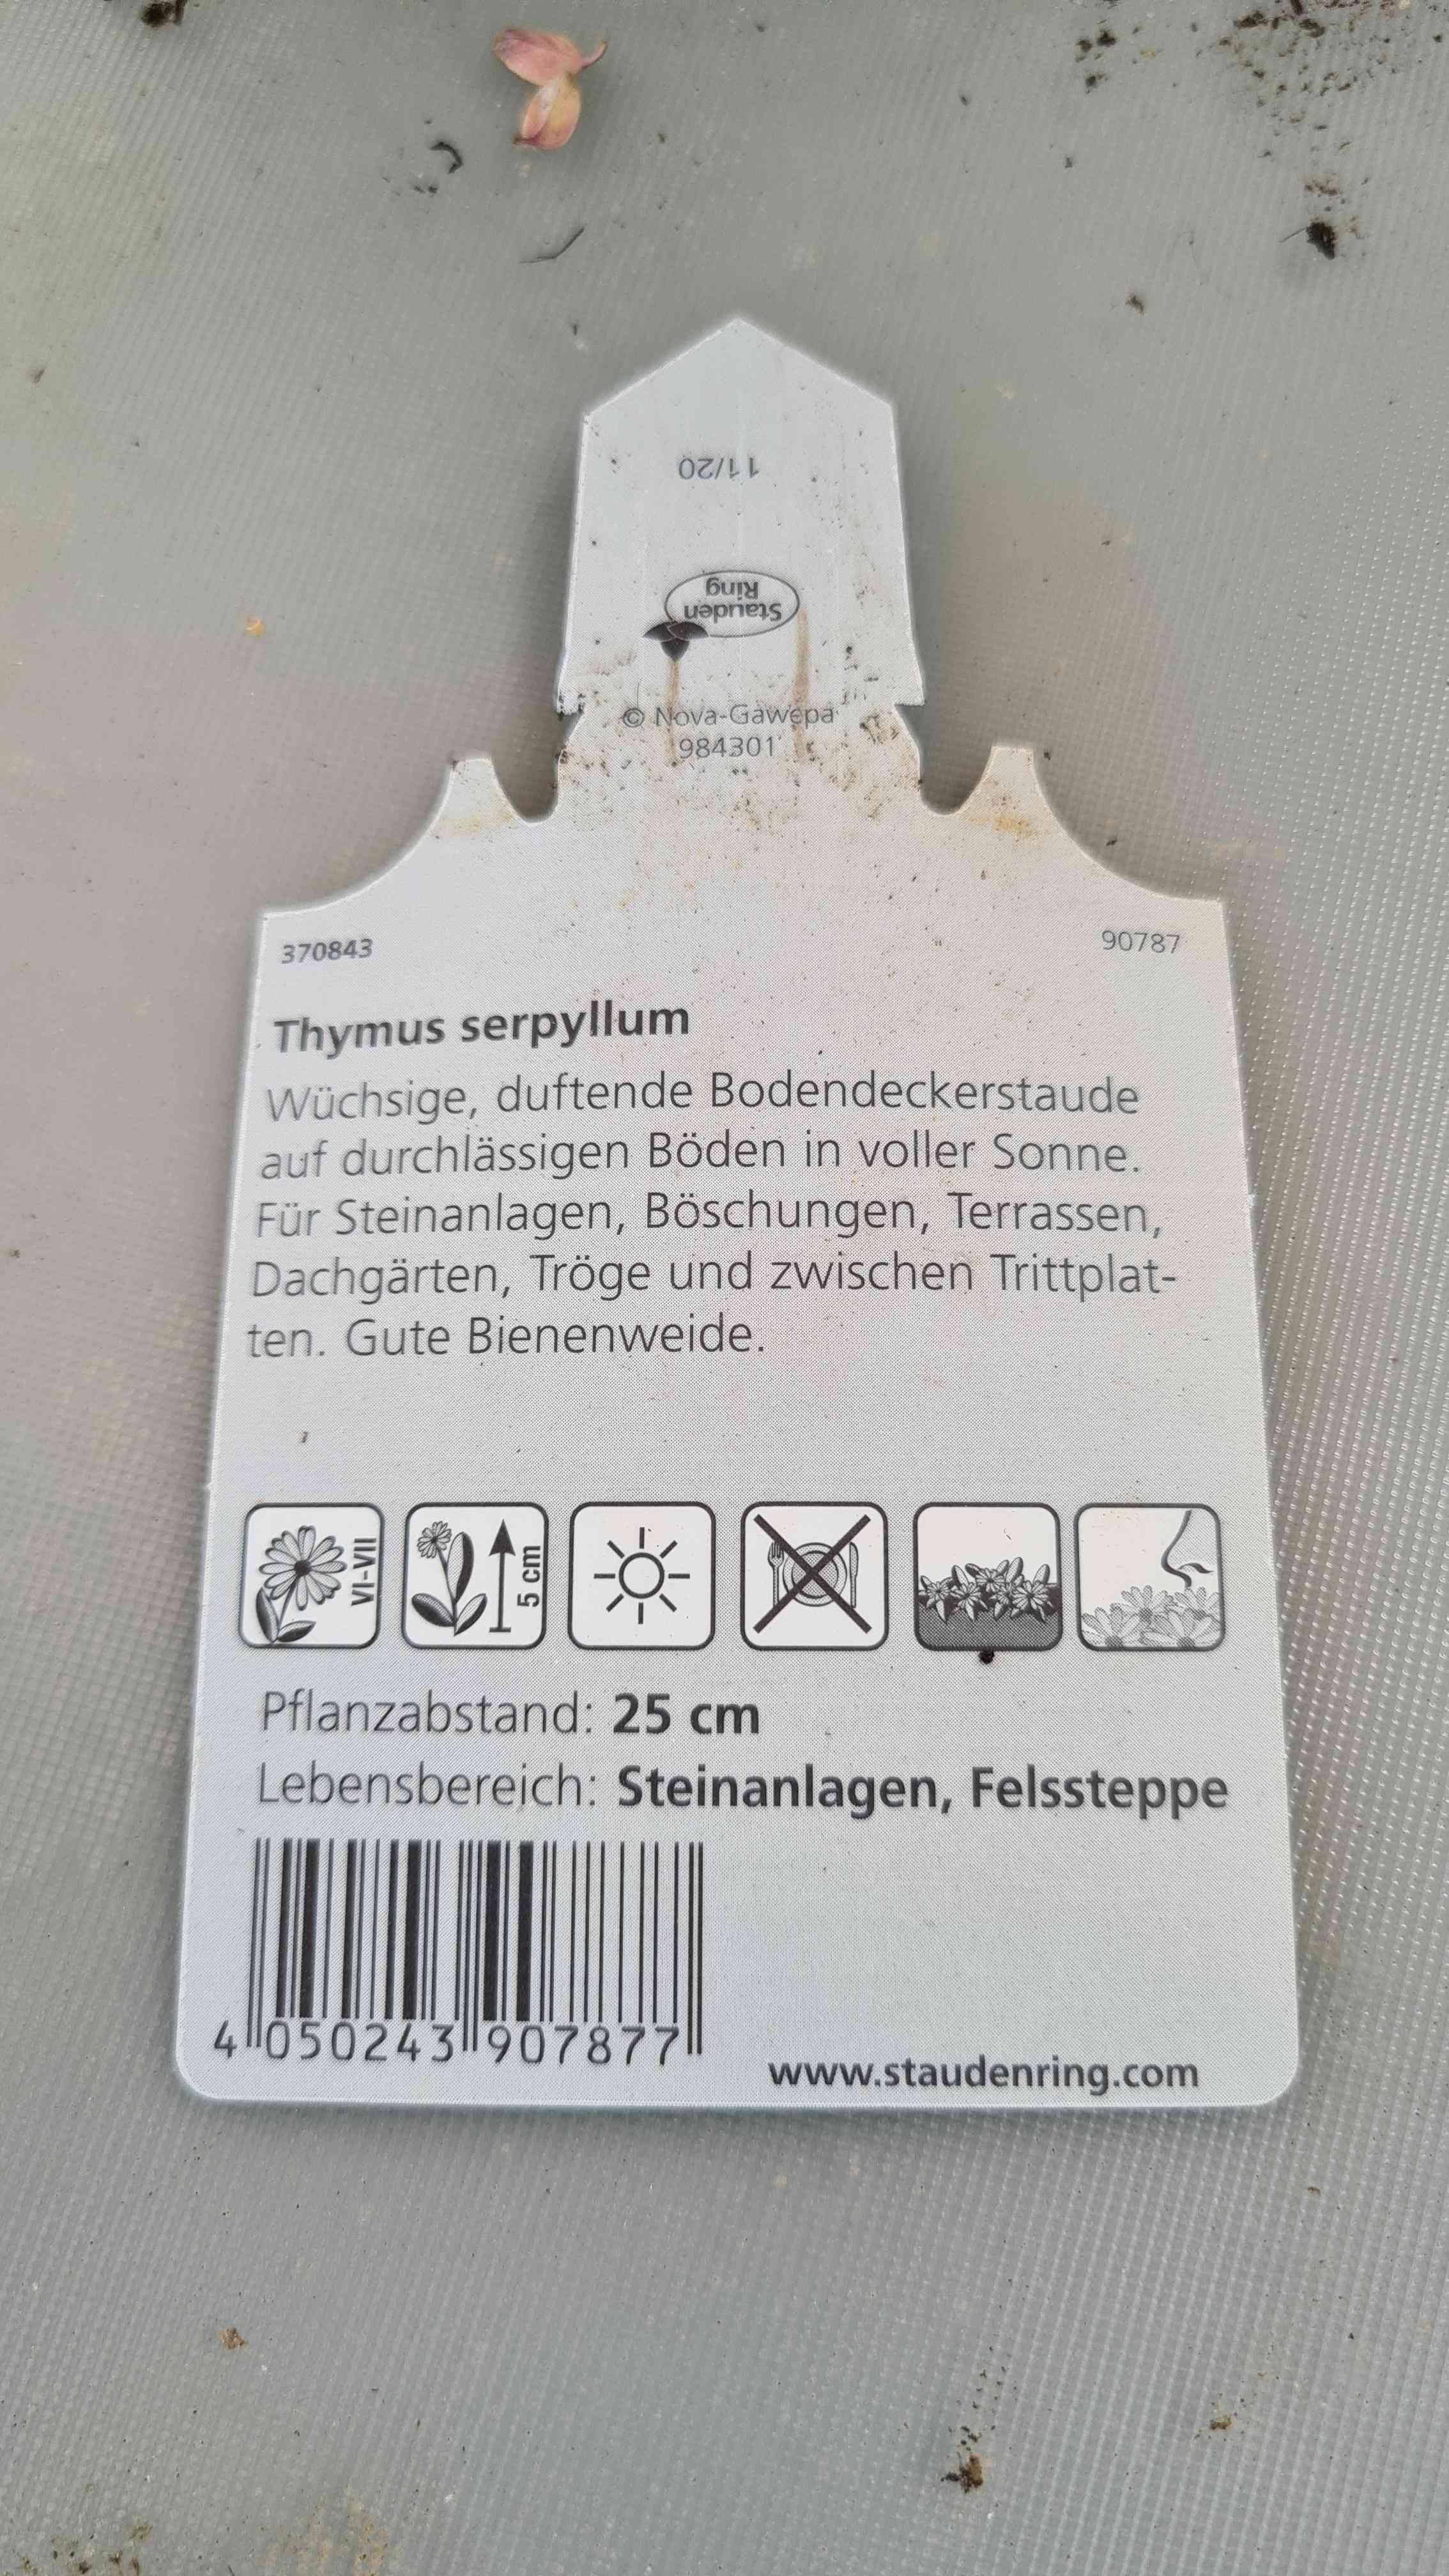 11/20
Stauden
Ring
© Nova-Gawepa
984301
370843
90787
Thymus serpyllum
Wüchsige, duftende Bodendeckerstaude
auf durchlässigen Böden in voller Sonne.
Für Steinanlagen, Böschungen, Terrassen,
Dachgärten, Tröge und zwischen Trittplat-
ten. Gute Bienenweide.
VI-VII
5 cm
Pflanzabstand: 25 cm
Lebensbereich: Steinanlagen, Felssteppe
4 050243 907877
www.staudenring.com